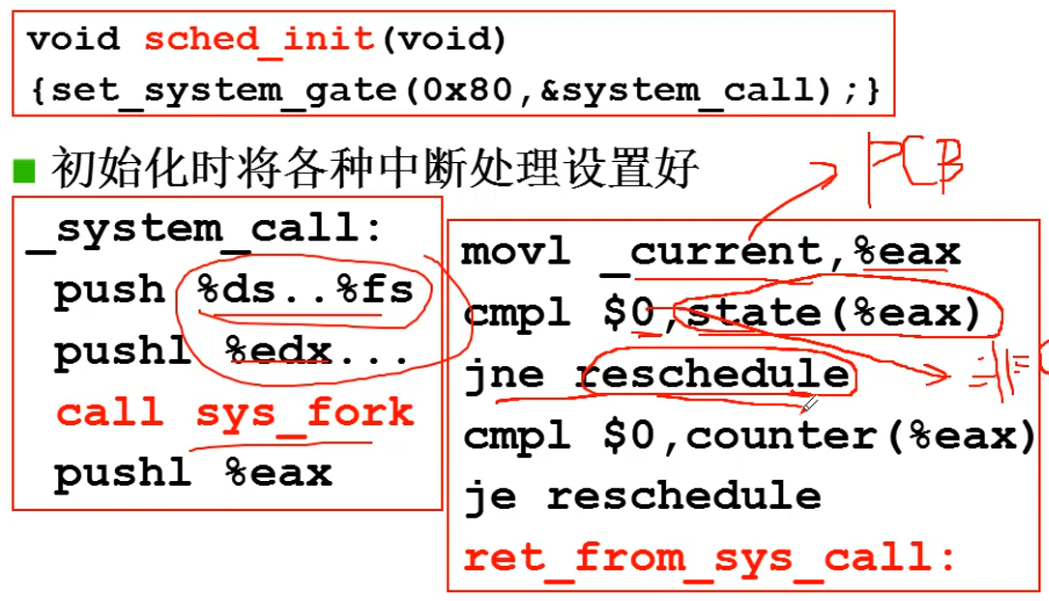 void sched_init(void)
{set_system_gate(0x80,&system_call);}
初始化时将各种中断处理设置好
PCB
_system_call:
push %ds..%fs
pushl %edx...
call sys_fork
pushl %eax
movl _current,%eax
cmpl $0,state(%eax)
jne reschedule
cmpl $0,counter(%eax)
je reschedule
ret_from_sys_call: